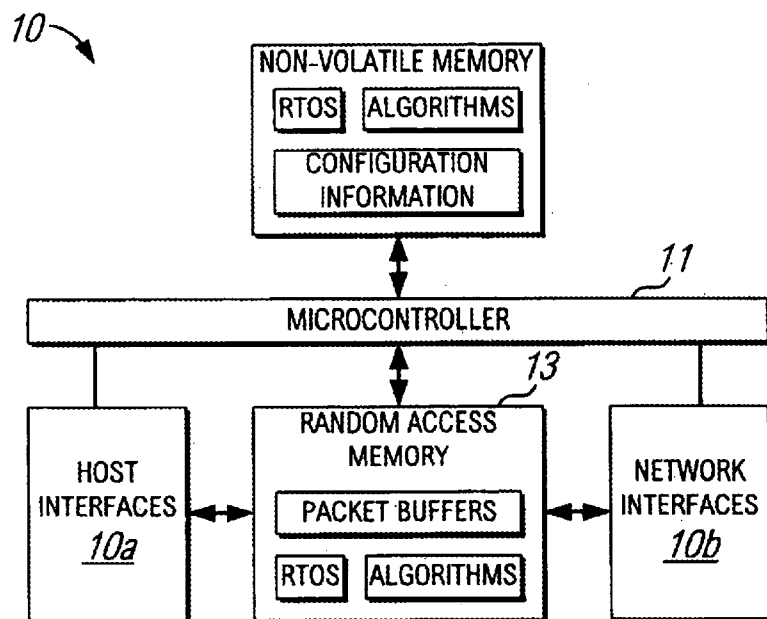 10
NON-VOLATILE MEMORY
RTOS
ALGORITHMS
CONFIGURATION
INFORMATION
11
MICROCONTROLLER
13
HOST
INTERFACES
10a
RANDOM ACCESS
MEMORY
PACKET BUFFERS
RTOS
ALGORITHMS
NETWORK
INTERFACES
10b